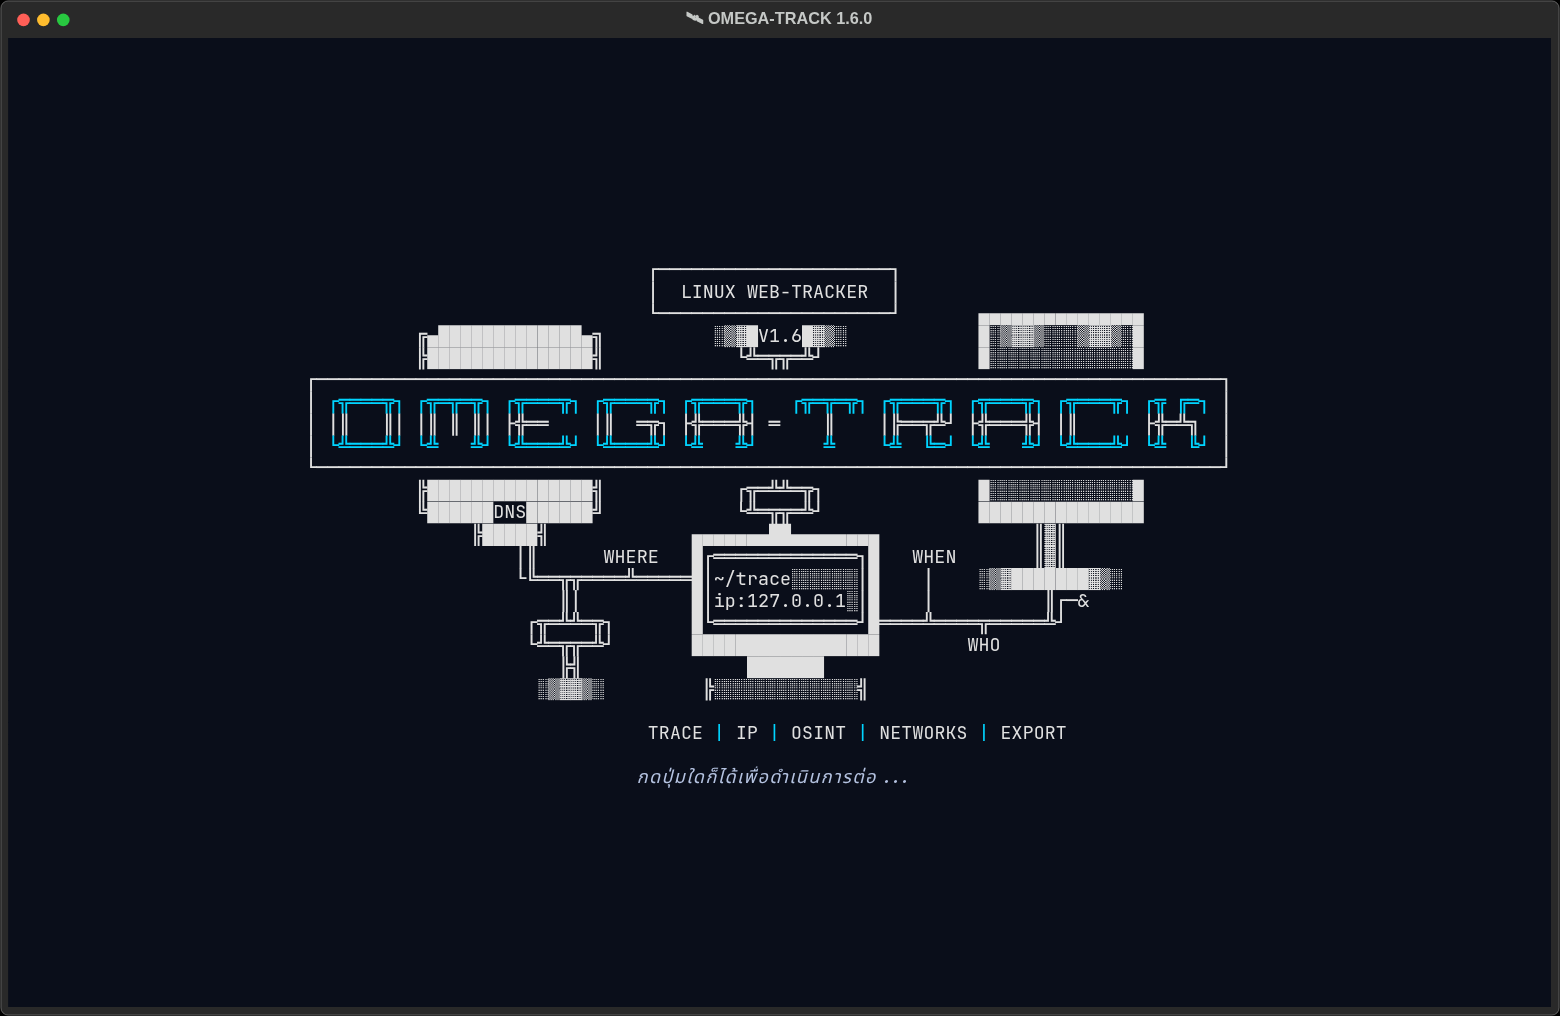 🛰 OMEGA-TRACK 1.6.0
LINUX WEB-TRACKER
V1.6
OMEGA-TRACK
DNS
WHERE
WHEN
~/trace
ip:127.0.0.1
&
WHO
TRACE | IP | OSINT | NETWORKS | EXPORT
กดปุ่มใดก็ได้เพื่อดำเนินการต่อ ...